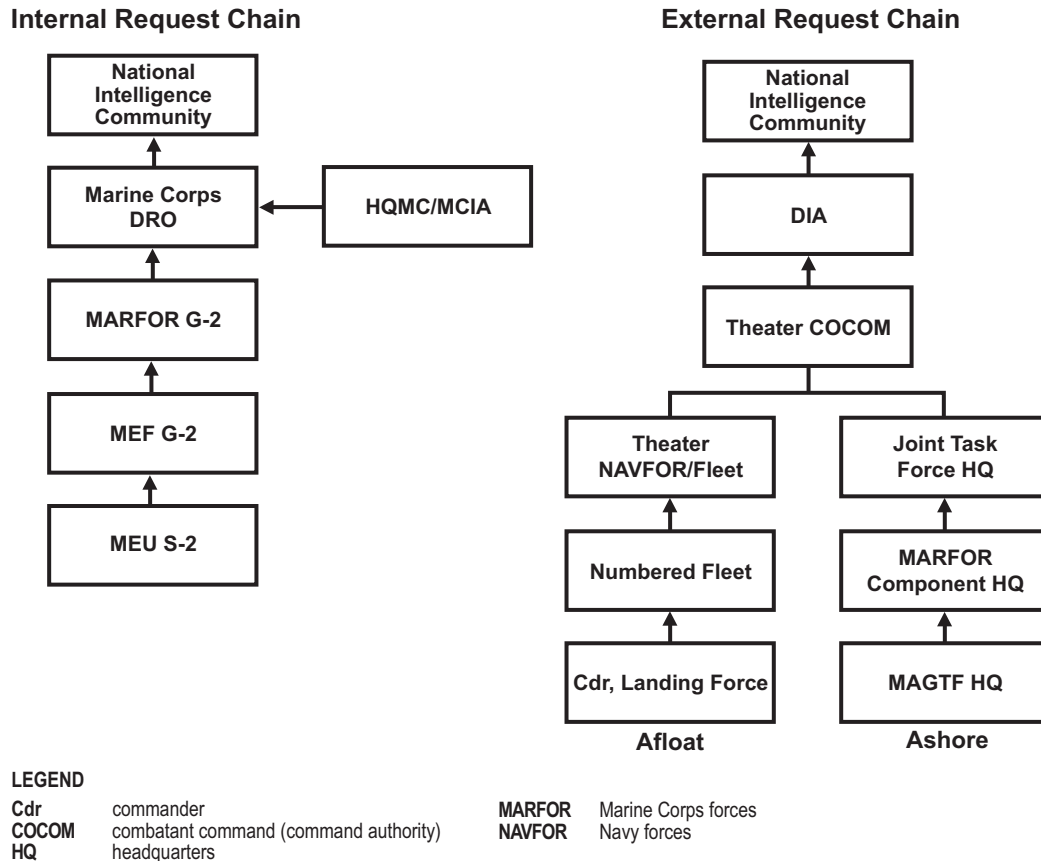 Internal Request Chain
National
Intelligence
Community
Marine Corps
DRO
HQMC/MCIA
MARFOR G-2
MEF G-2
MEU S-2
External Request Chain
National
Intelligence
Community
DIA
Theater COCOM
Theater
NAVFOR/Fleet
Numbered Fleet
Cdr, Landing Force
Afloat
Joint Task
Force HQ
MARFOR
Component HQ
MAGTF HQ
Ashore
LEGEND
Cdr commander
COCOM combatant command (command authority)
HQ headquarters
MARFOR Marine Corps forces
NAVFOR Navy forces